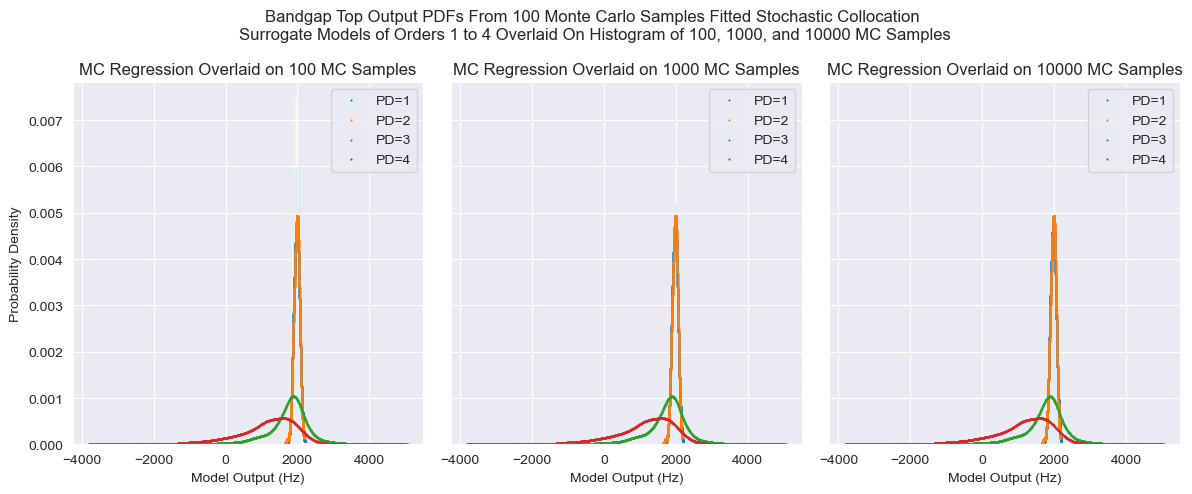 Bandgap Top Output PDFs From 100 Monte Carlo Samples Fitted Stochastic Collocation
Surrogate Models of Orders 1 to 4 Overlaid On Histogram of 100, 1000, and 10000 MC Samples
MC Regression Overlaid on 100 MC Samples
PD=1
PD=2
PD=3
PD=4
0.007
0.006
0.005
0.004
0.003
0.002
0.001
0.000
Probability Density
−4000
−2000
0
2000
4000
Model Output (Hz)
MC Regression Overlaid on 1000 MC Samples
PD=1
PD=2
PD=3
PD=4
−4000
−2000
0
2000
4000
Model Output (Hz)
MC Regression Overlaid on 10000 MC Samples
PD=1
PD=2
PD=3
PD=4
−4000
−2000
0
2000
4000
Model Output (Hz)